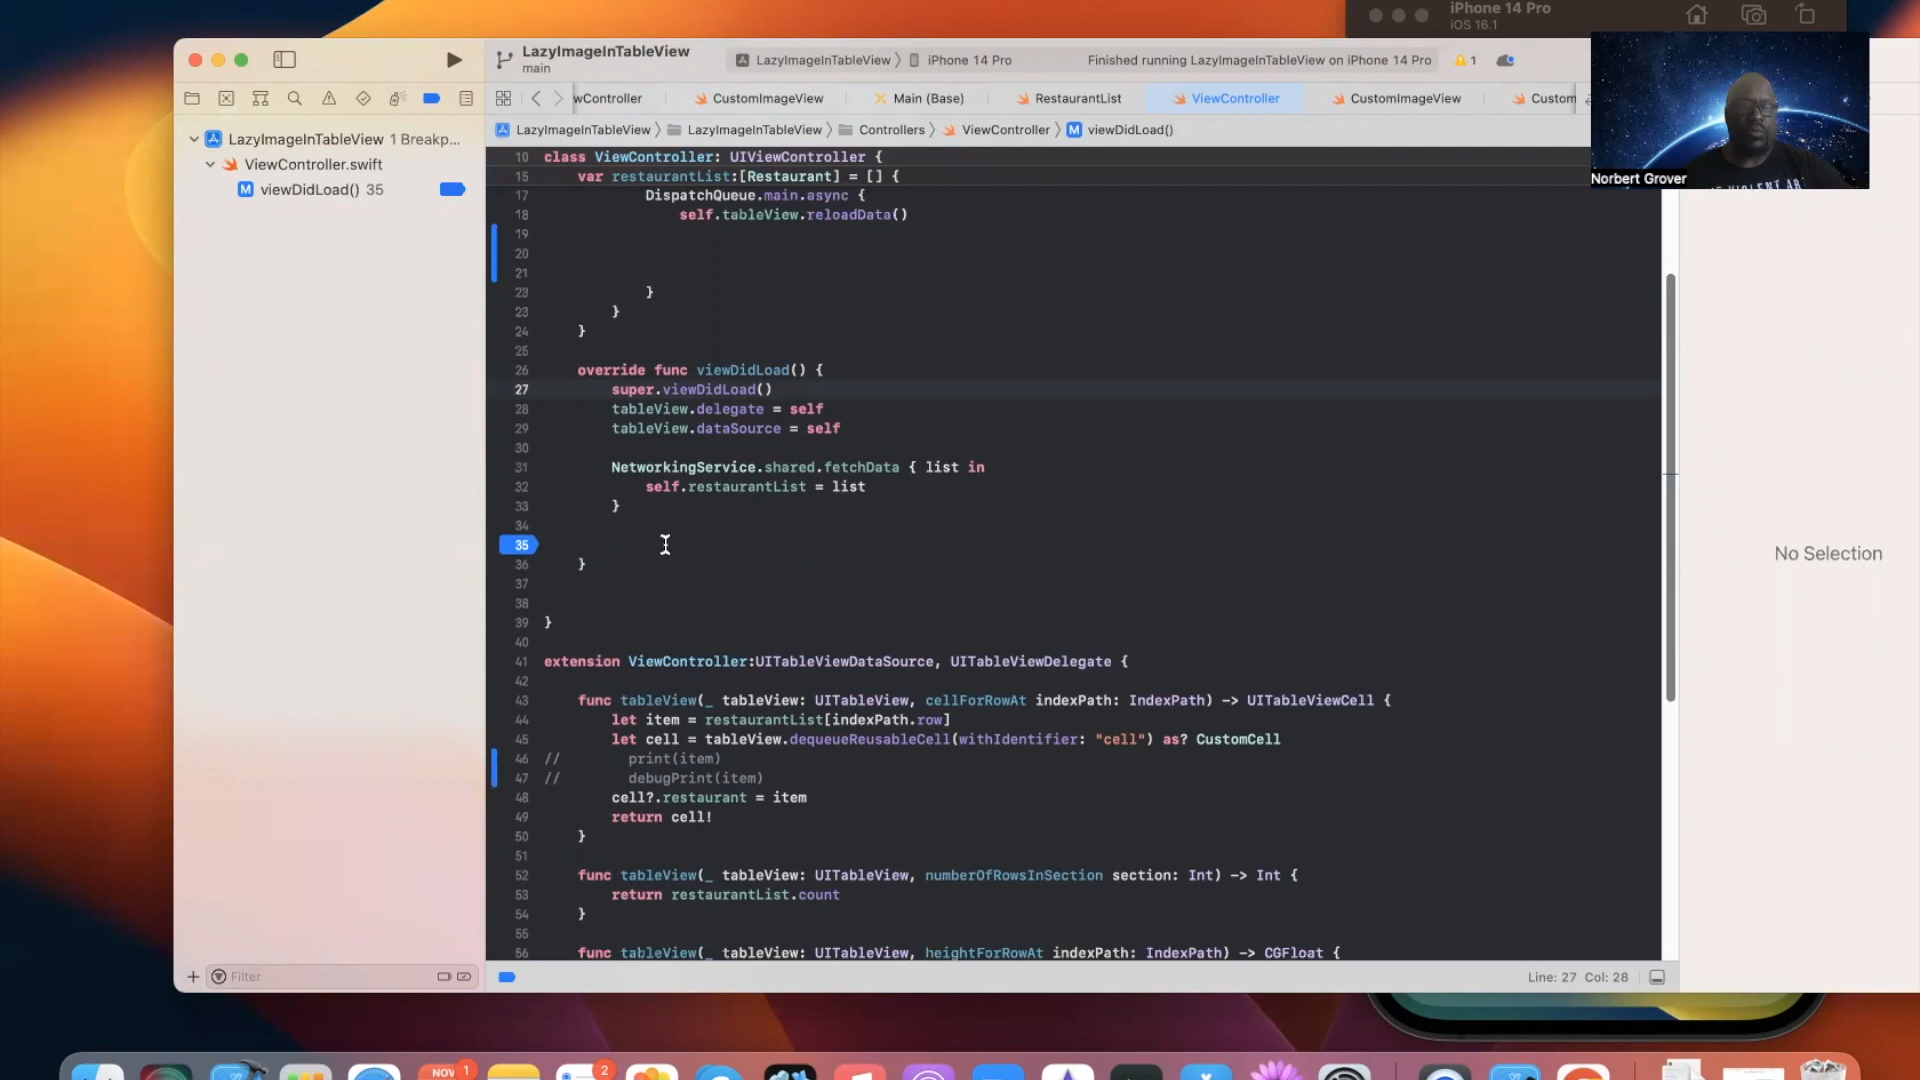 iPhone 14 Pro
iOS 16.1
LazyImageInTableView
main
LazyImageInTableView 〉 iPhone 14 Pro
Finished running LazyImageInTableView on iPhone 14 Pro
1
wController
CustomImageView
Main (Base)
RestaurantList
ViewController
CustomImageView
Custom
Norbert Grover
LazyImageInTableView 1 Breakp...
ViewController.swift
viewDidLoad() 35
LazyImageInTableView 〉 LazyImageInTableView 〉 Controllers 〉 ViewController 〉 M viewDidLoad()
10 class ViewController: UIViewController {
15 var restaurantList:[Restaurant] = [] {
17 DispatchQueue.main.async {
18 self.tableView.reloadData()
19
20
21
23 }
23 }
24 }
25
26 override func viewDidLoad() {
27 super.viewDidLoad()
28 tableView.delegate = self
29 tableView.dataSource = self
30
31 NetworkingService.shared.fetchData { list in
32 self.restaurantList = list
33 }
34
35
36 }
37
38
39 }
40
41 extension ViewController:UITableViewDataSource, UITableViewDelegate {
42
43 func tableView(_ tableView: UITableView, cellForRowAt indexPath: IndexPath) -> UITableViewCell {
44 let item = restaurantList[indexPath.row]
45 let cell = tableView.dequeueReusableCell(withIdentifier: "cell") as? CustomCell
46 // print(item)
47 // debugPrint(item)
48 cell?.restaurant = item
49 return cell!
50 }
51
52 func tableView(_ tableView: UITableView, numberOfRowsInSection section: Int) -> Int {
53 return restaurantList.count
54 }
55
56 func tableView(_ tableView: UITableView, heightForRowAt indexPath: IndexPath) -> CGFloat {
No Selection
Filter
Line: 27 Col: 28
NOV 1
2